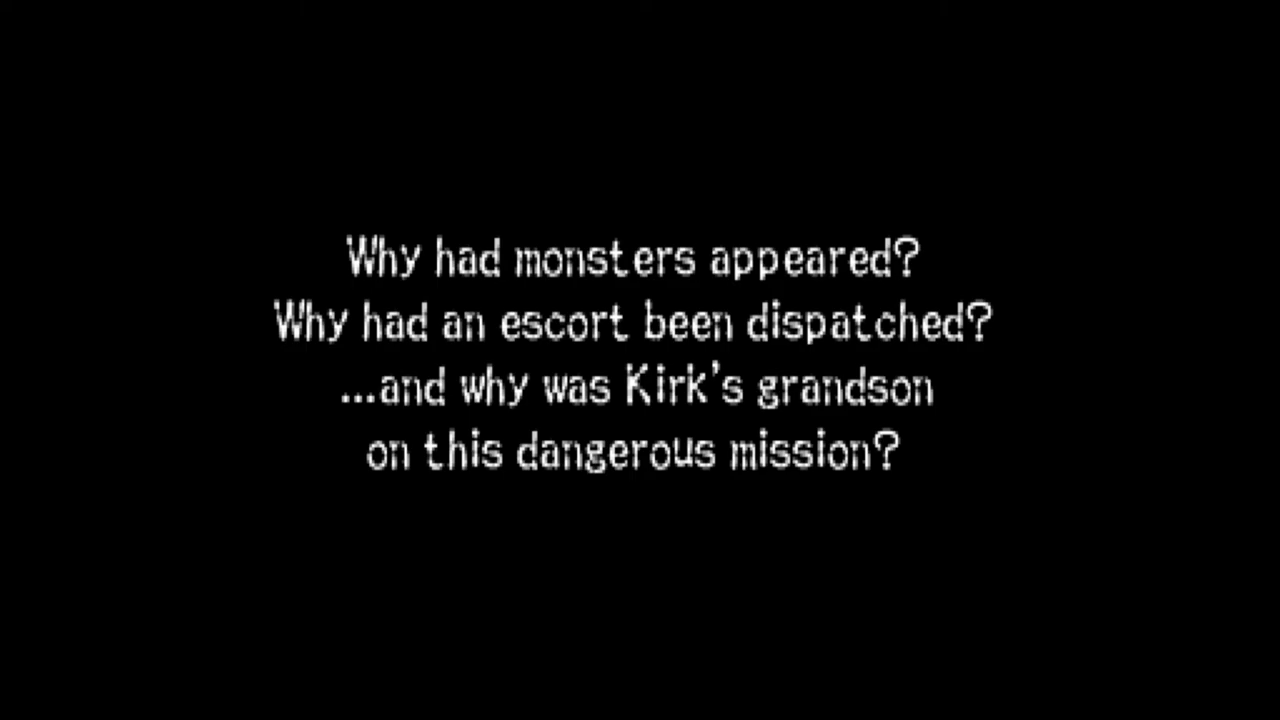 Why had monsters appeared?
Why had an escort been dispatched?
...and why was Kirk's grandson
on this dangerous mission?